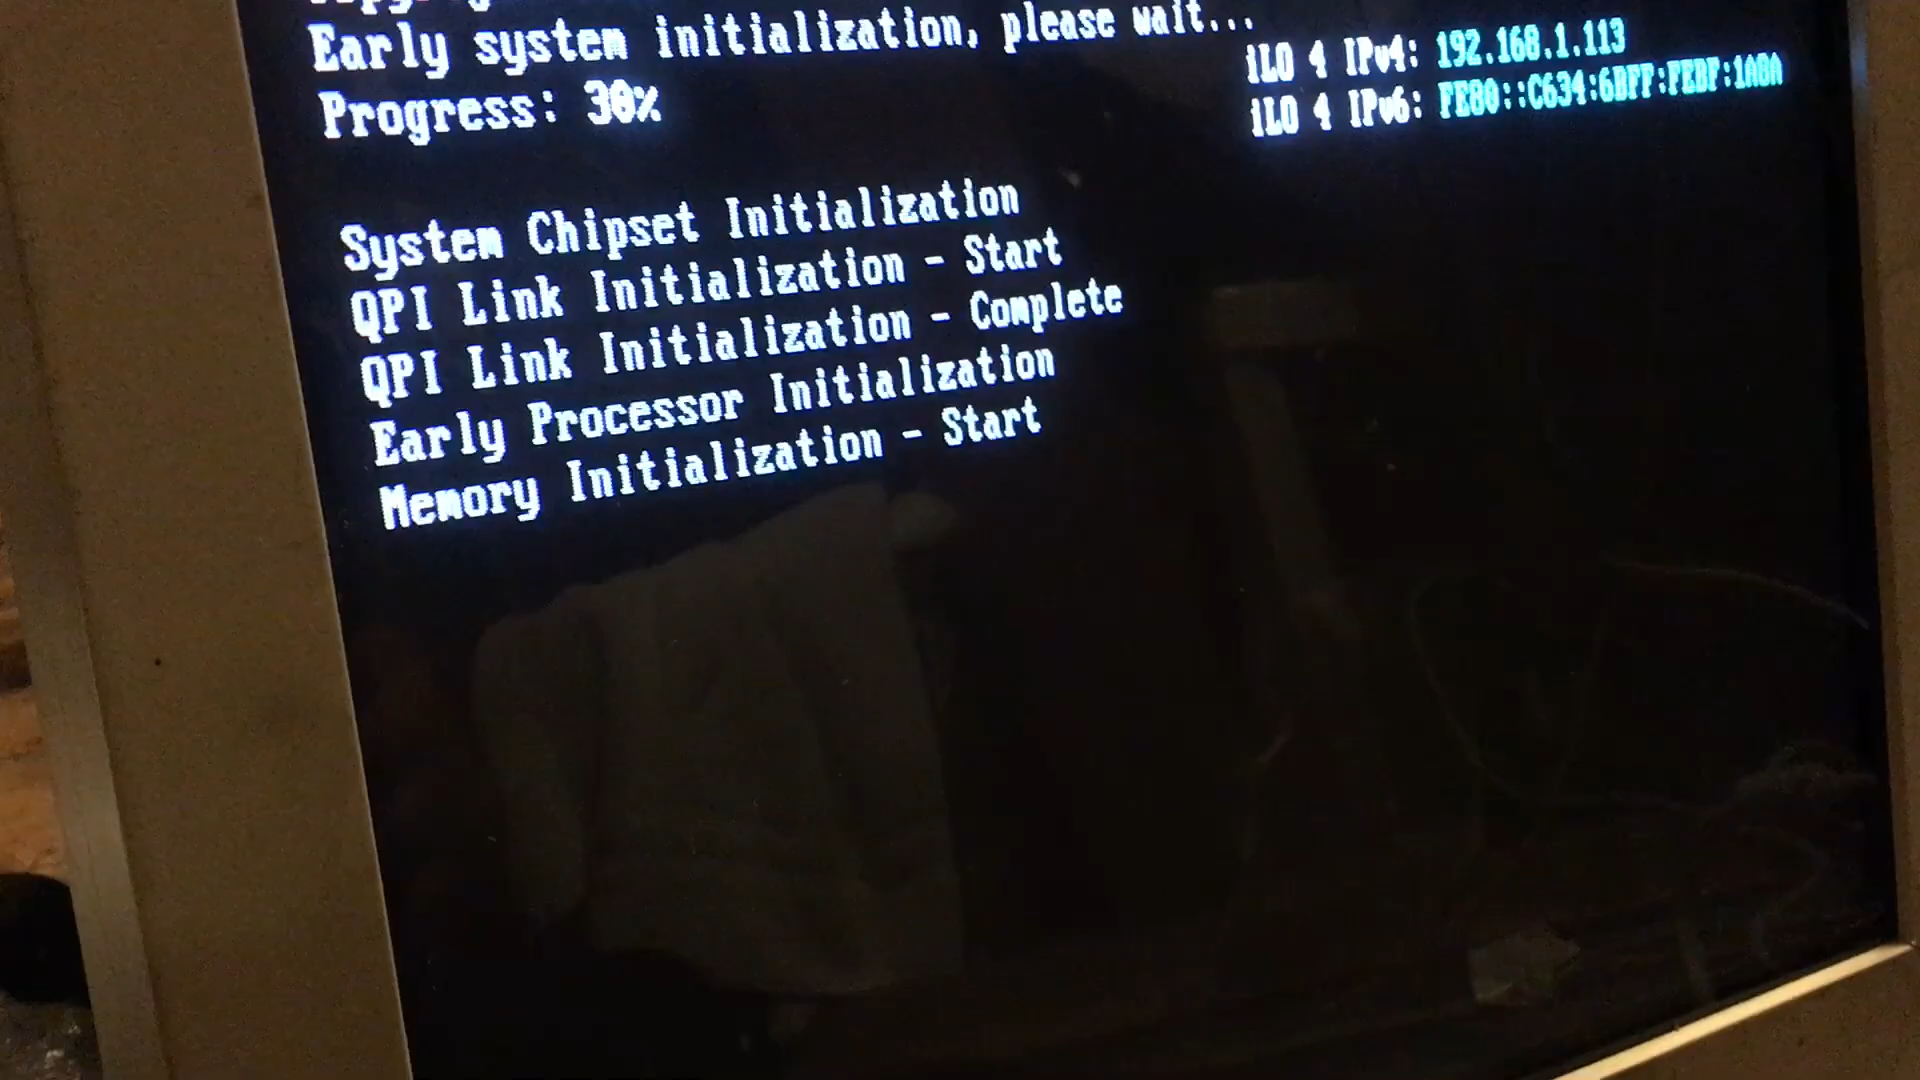 Early system initialization, please wait...
Progress: 30%
iLO 4 IPv4: 192.168.1.113
iLO 4 IPv6: FE80::C634:6BFF:FEBF:1A8A
System Chipset Initialization
QPI Link Initialization - Start
QPI Link Initialization - Complete
Early Processor Initialization
Memory Initialization - Start